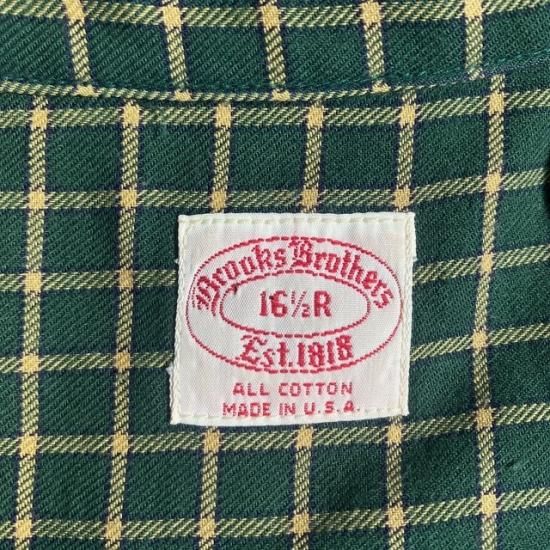 Brooks Brothers
16½R
Est.1818
ALL COTTON
MADE IN U.S.A.